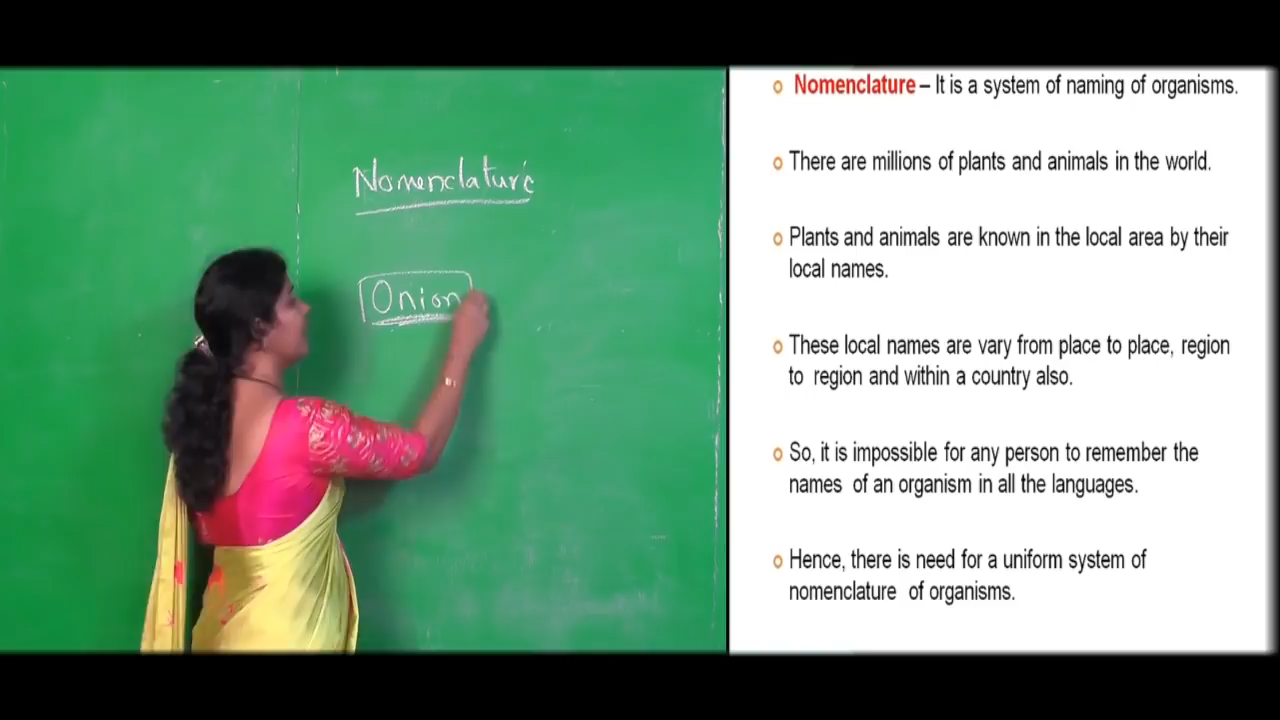 Nomenclature
Onion
Nomenclature – It is a system of naming of organisms.
There are millions of plants and animals in the world.
Plants and animals are known in the local area by their
local names.
These local names are vary from place to place, region
to region and within a country also.
So, it is impossible for any person to remember the
names of an organism in all the languages.
Hence, there is need for a uniform system of
nomenclature of organisms.